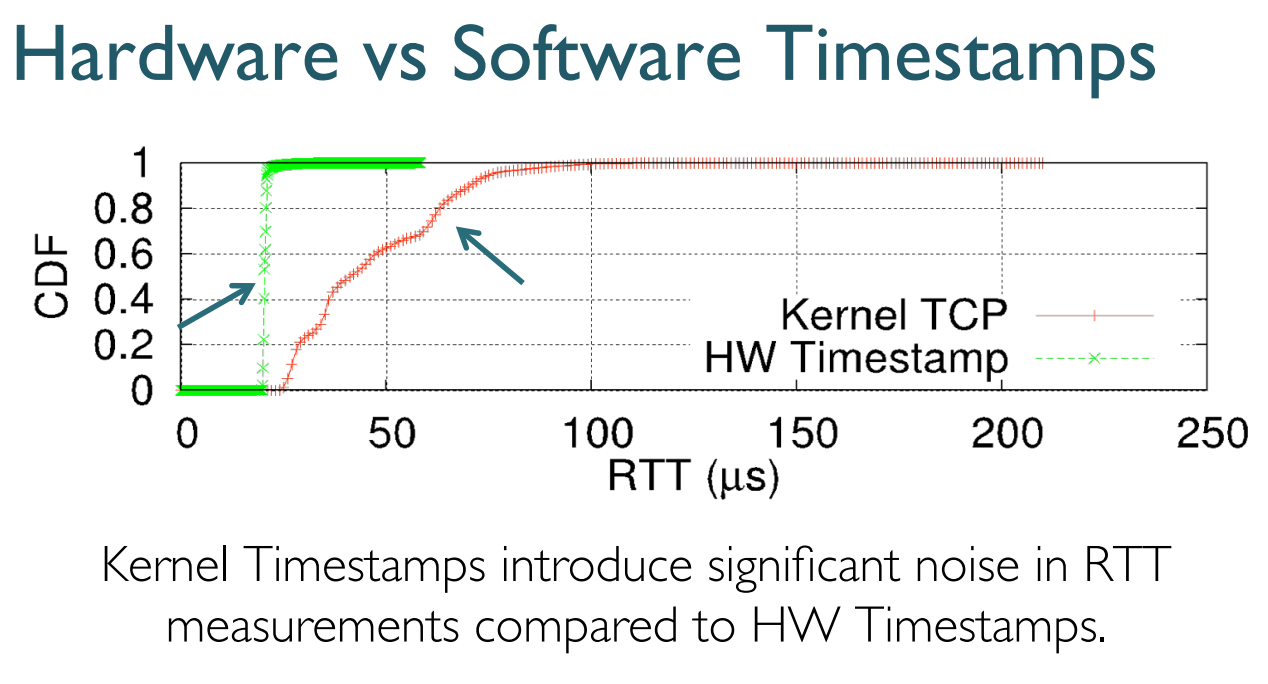 Hardware vs Software Timestamps
1
0.8
0.6
0.4
0.2
0
CDF
Kernel TCP
HW Timestamp
0 50 100 150 200 250
RTT (μs)
Kernel Timestamps introduce significant noise in RTT
measurements compared to HW Timestamps.